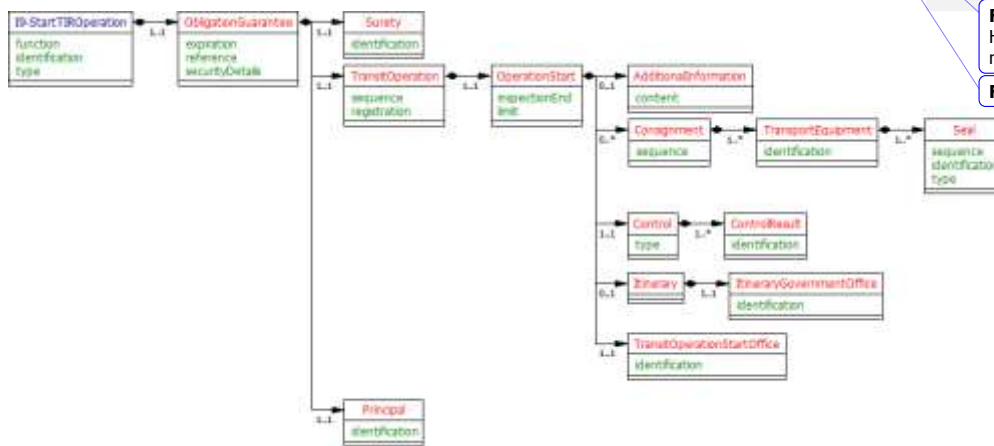 I9-StartTIROperation
function
identification
type
1..1
ObligatonGuarantee
expiration
reference
securityDetails
1..1
Surety
identification
1..1
TransitOperation
sequence
registration
1..1
OperationStart
inspectionEnd
limit
0..1
AdditionalInformation
content
0..*
Consignment
sequence
1..*
TransportEquipment
identification
1..*
Seal
sequence
identification
type
1..1
Control
type
1..*
ControlResult
identification
0..1
Itinerary
1..1
ItineraryGovernmentOffice
identification
1..1
TransitOperationStartOffice
identification
1..1
Principal
identification